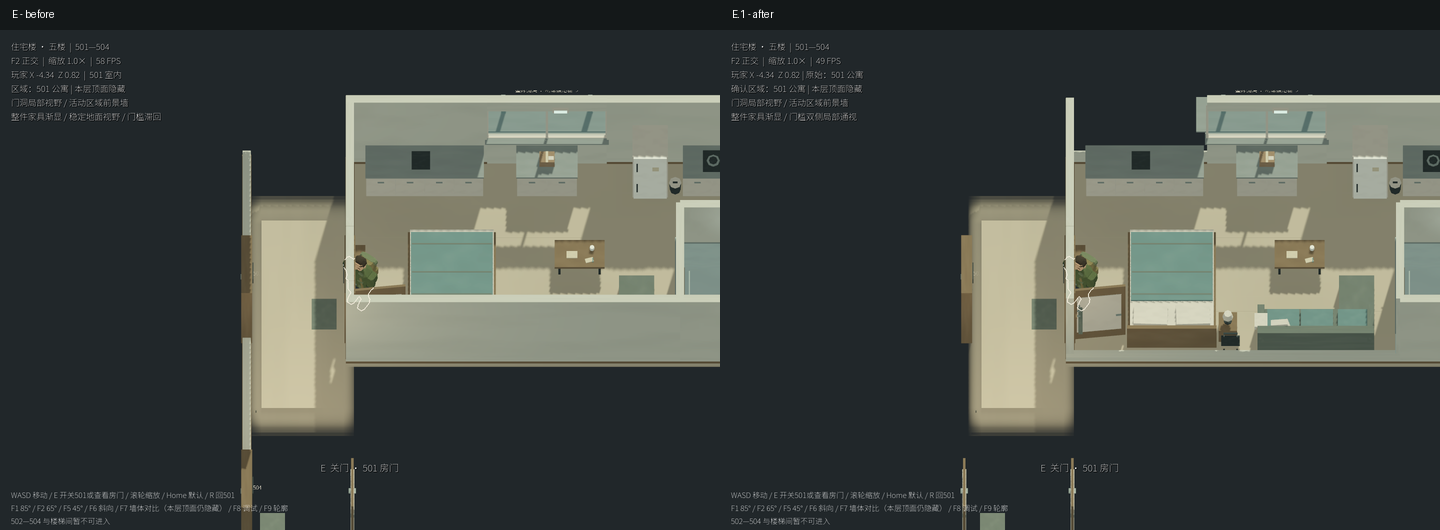 E - before
住宅楼 · 五楼 | 501—504
F2 正交 | 缩放 1.0× | 58 FPS
玩家 X -4.34 Z 0.82 | 501 室内
区域：501 公寓 | 本层顶面隐藏
门洞局部视野 / 活动区域前景墙
整件家具渐显 / 稳定地面视野 / 门槛滞回
E 关门 · 501 房门
504
WASD 移动 / E 开关501或查看房门 / 滚轮缩放 / Home 默认 / R 回501
F1 85° / F2 65° / F5 45° / F6 斜向 / F7 墙体对比（本层顶面仍隐藏） / F8
502—504 与楼梯间暂不可进入
E.1 - after
住宅楼 · 五楼 | 501—504
F2 正交 | 缩放 1.0× | 49 FPS
玩家 X -4.34 Z 0.82 | 原始：501 公寓
确认区域：501 公寓 | 本层顶面隐藏
门洞局部视野 / 活动区域前景墙
整件家具渐显 / 门槛双侧局部通视
E 关门 · 501 房门
WASD 移动 / E 开关501或查看房门 / 滚轮缩放 / Home 默认 / R 回501
F1 85° / F2 65° / F5 45° / F6 斜向 / F7 墙体对比（本层顶面仍隐藏） / F8 调试 / F9 轮廓
502—504 与楼梯间暂不可进入